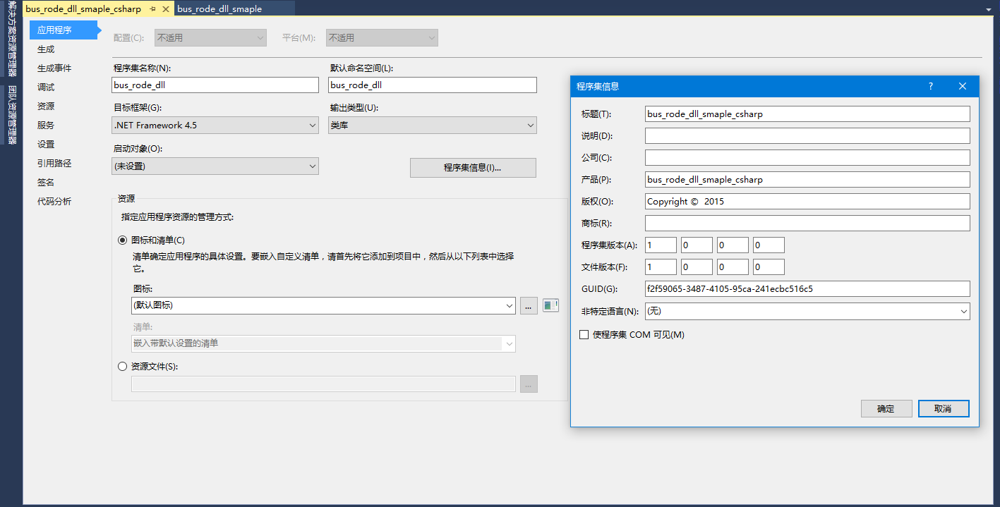 bus_rode_dll_smaple_csharp
bus_rode_dll_smaple
解决方案资源管理器
团队资源管理器
应用程序
生成
生成事件
调试
资源
服务
设置
引用路径
签名
代码分析
配置(C):
不适用
平台(M):
不适用
程序集名称(N):
默认命名空间(L):
bus_rode_dll
bus_rode_dll
目标框架(G):
输出类型(U):
.NET Framework 4.5
类库
启动对象(O):
(未设置)
程序集信息(I)...
资源
指定应用程序资源的管理方式:
图标和清单(C)
清单确定应用程序的具体设置。要嵌入自定义清单，请首先将它添加到项目中，然后从以下列表中选择
它。
图标:
(默认图标)
...
清单:
嵌入带默认设置的清单
资源文件(S):
...
程序集信息
?
标题(T):
bus_rode_dll_smaple_csharp
说明(D):
公司(C):
产品(P):
bus_rode_dll_smaple_csharp
版权(O):
Copyright ©  2015
商标(R):
程序集版本(A):
1 0 0 0
文件版本(F):
1 0 0 0
GUID(G):
f2f59065-3487-4105-95ca-241ecbc516c5
非特定语言(N):
(无)
使程序集 COM 可见(M)
确定
取消